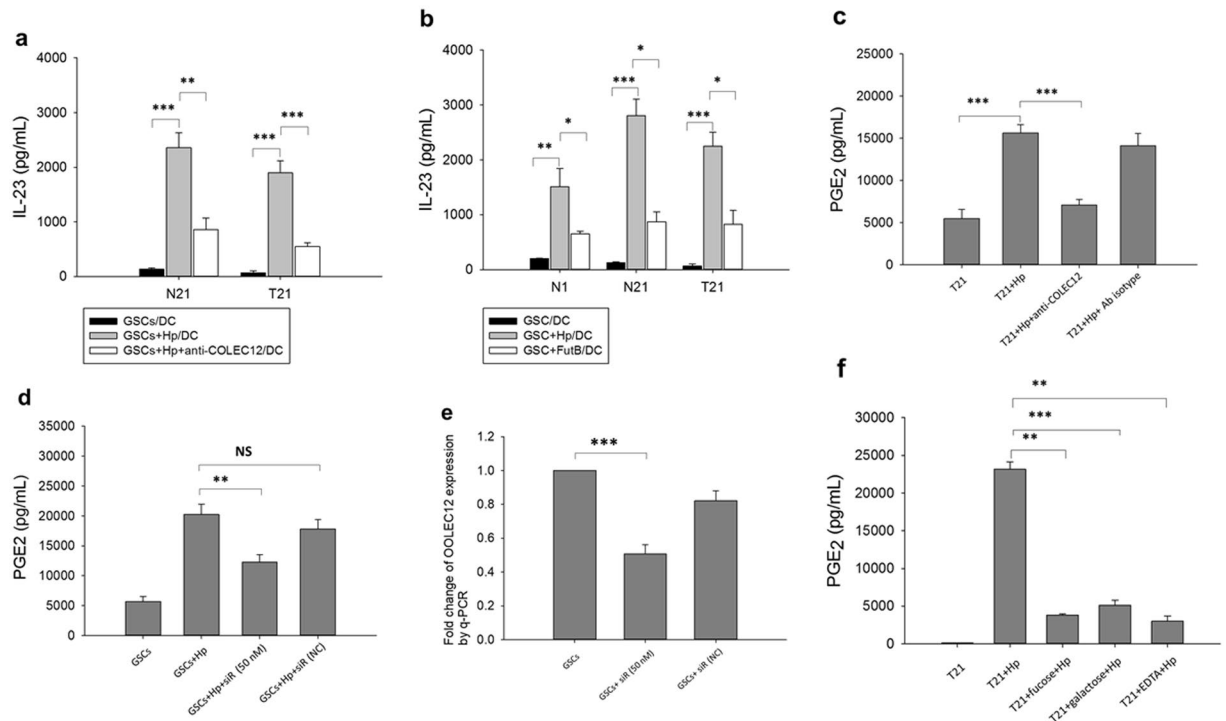 a
4000
3000
2000
1000
0
IL-23 (pg/mL)
***
**
***
***
N21
T21
GSCs/DC
GSCs+Hp/DC
GSCs+Hp+anti-COLEC12/DC
b
4000
3000
2000
1000
0
IL-23 (pg/mL)
**
*
***
*
***
*
N1
N21
T21
GSC/DC
GSC+Hp/DC
GSC+FutB/DC
c
25000
20000
15000
10000
5000
0
PGE2 (pg/mL)
***
***
T21
T21+Hp
T21+Hp+anti-COLEC12
T21+Hp+ Ab isotype
d
35000
30000
25000
20000
15000
10000
5000
0
PGE2 (pg/mL)
NS
**
GSCs
GSCs+Hp
GSCs+Hp+siR (50 nM)
GSCs+Hp+siR (NC)
e
1.2
1.0
0.8
0.6
0.4
0.2
0.0
Fold change of OOLEC12 expression
by q-PCR
***
GSCs
GSCs+ siR (50 nM)
GSCs+ siR (NC)
f
30000
25000
20000
15000
10000
5000
0
PGE2 (pg/mL)
**
***
**
T21
T21+Hp
T21+fucose+Hp
T21+galactose+Hp
T21+EDTA+Hp